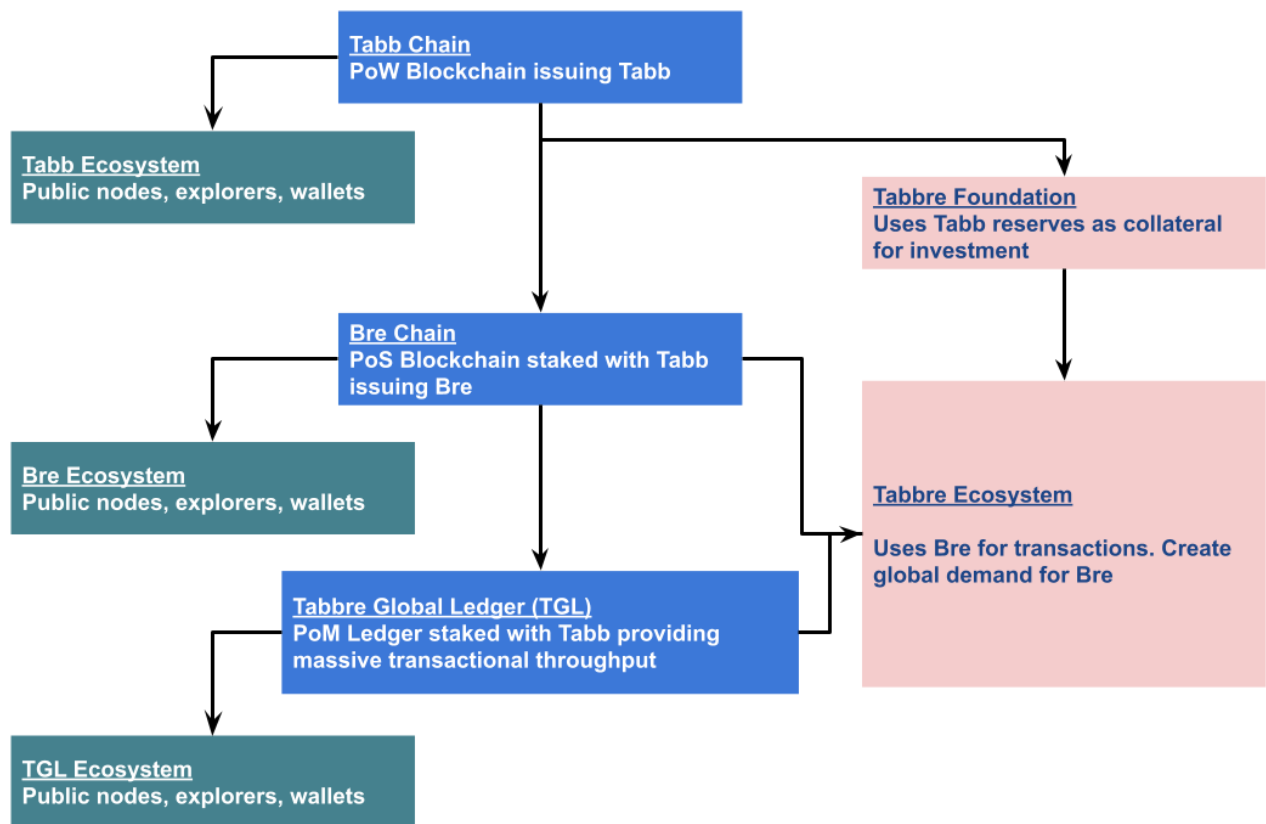 Tabb Chain
PoW Blockchain issuing Tabb
Tabb Ecosystem
Public nodes, explorers, wallets
Tabbre Foundation
Uses Tabb reserves as collateral
for investment
Bre Chain
PoS Blockchain staked with Tabb
issuing Bre
Bre Ecosystem
Public nodes, explorers, wallets
Tabbre Ecosystem
Uses Bre for transactions. Create
global demand for Bre
Tabbre Global Ledger (TGL)
PoM Ledger staked with Tabb providing
massive transactional throughput
TGL Ecosystem
Public nodes, explorers, wallets